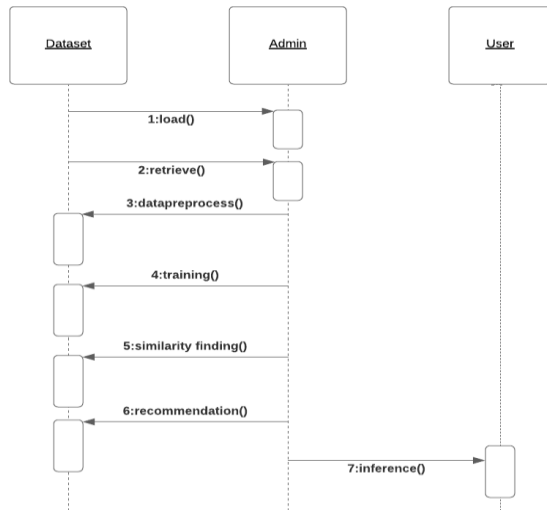 Dataset
Admin
User
1:load()
2:retrieve()
3:datapreprocess()
4:training()
5:similarity finding()
6:recommendation()
7:inference()